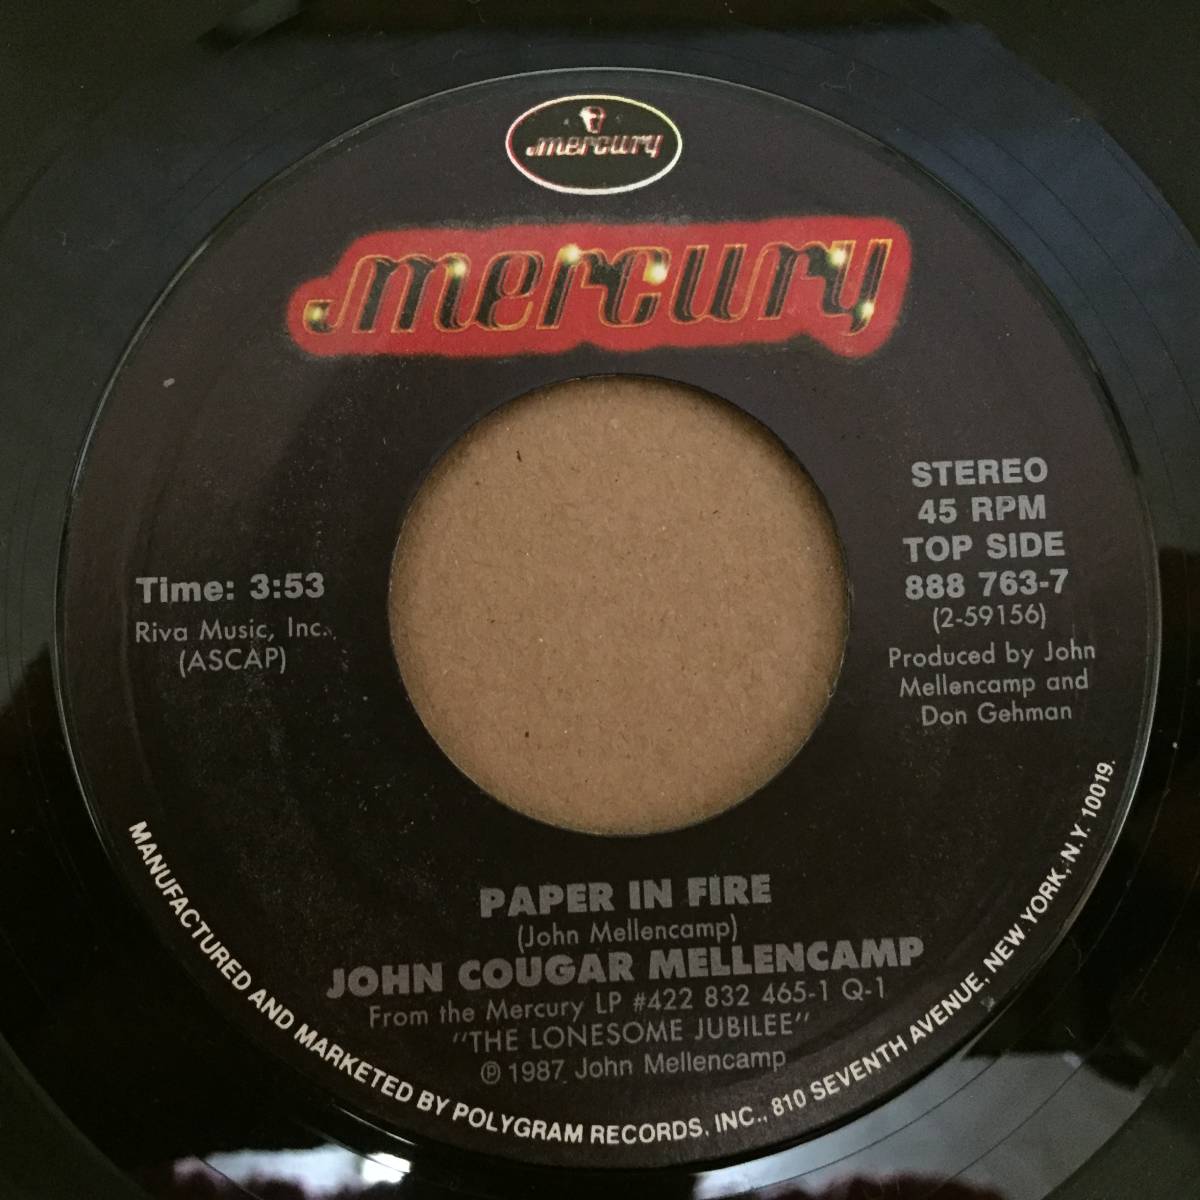 mercury
mercury
STEREO
45 RPM
TOP SIDE
888 763-7
(2-59156)
Produced by John
Mellencamp and
Don Gehman
Time: 3:53
Riva Music, Inc.
(ASCAP)
PAPER IN FIRE
(John Mellencamp)
JOHN COUGAR MELLENCAMP
From the Mercury LP #422 832 465-1 Q-1
"THE LONESOME JUBILEE"
℗ 1987 John Mellencamp
MANUFACTURED AND MARKETED BY POLYGRAM RECORDS, INC., 810 SEVENTH AVENUE, NEW YORK, N.Y. 10019.